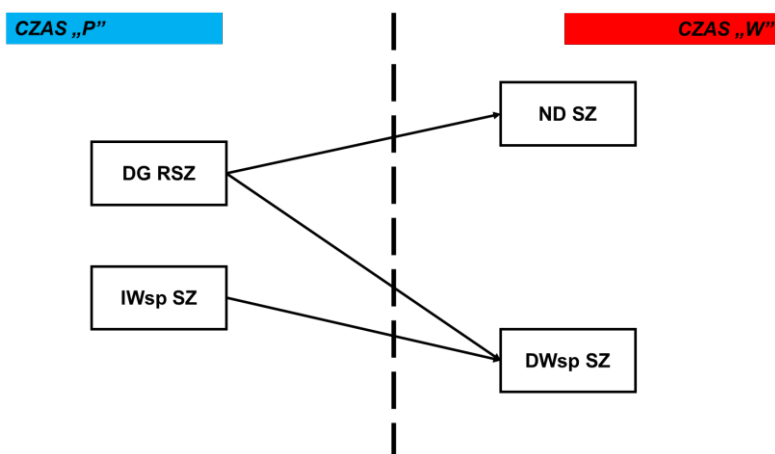 CZAS „P”
CZAS „W”
ND SZ
DG RSZ
IWsp SZ
DWsp SZ